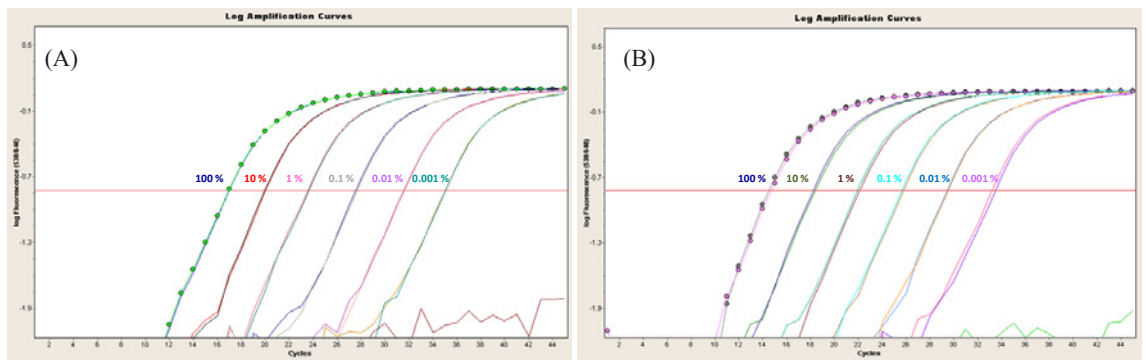 Log Amplification Curves
(A)
0.5
-0.1
-0.7
-1.3
-1.9
log Fluorescence (530640)
100 % 10 % 1 % 0.1 % 0.01 % 0.001 %
2 4 6 8 10 12 14 16 18 20 22 24 26 28 30 32 34 36 38 40 42 44
Cycles
Log Amplification Curves
(B)
0.5
-0.1
-0.7
-1.2
-1.9
100 % 10 % 1 % 0.1 % 0.01 % 0.001 %
2 4 6 8 10 12 14 16 18 20 22 24 26 28 30 32 34 36 38 40 42 44
Cycles